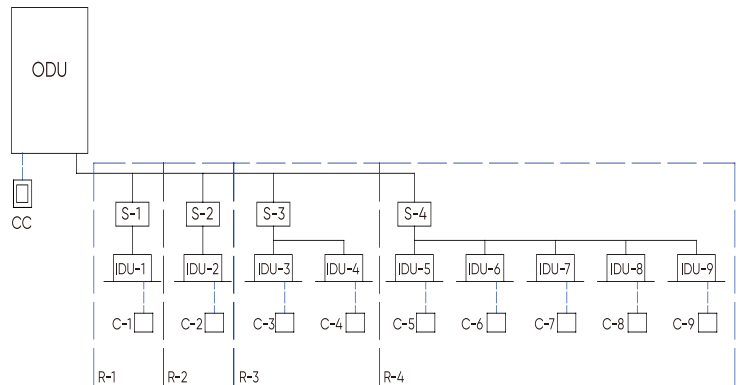 ODU
CC
S-1 S-2 S-3 S-4
IDU-1 IDU-2 IDU-3 IDU-4 IDU-5 IDU-6 IDU-7 IDU-8 IDU-9
C-1 C-2 C-3 C-4 C-5 C-6 C-7 C-8 C-9
R-1 R-2 R-3 R-4